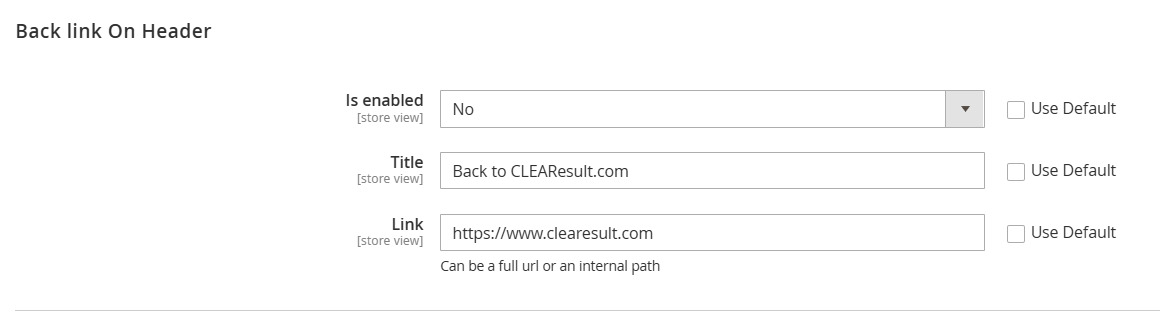 Back link On Header
Is enabled
[store view]
No
Use Default
Title
[store view]
Back to CLEAResult.com
Use Default
Link
[store view]
https://www.clearesult.com
Use Default
Can be a full url or an internal path